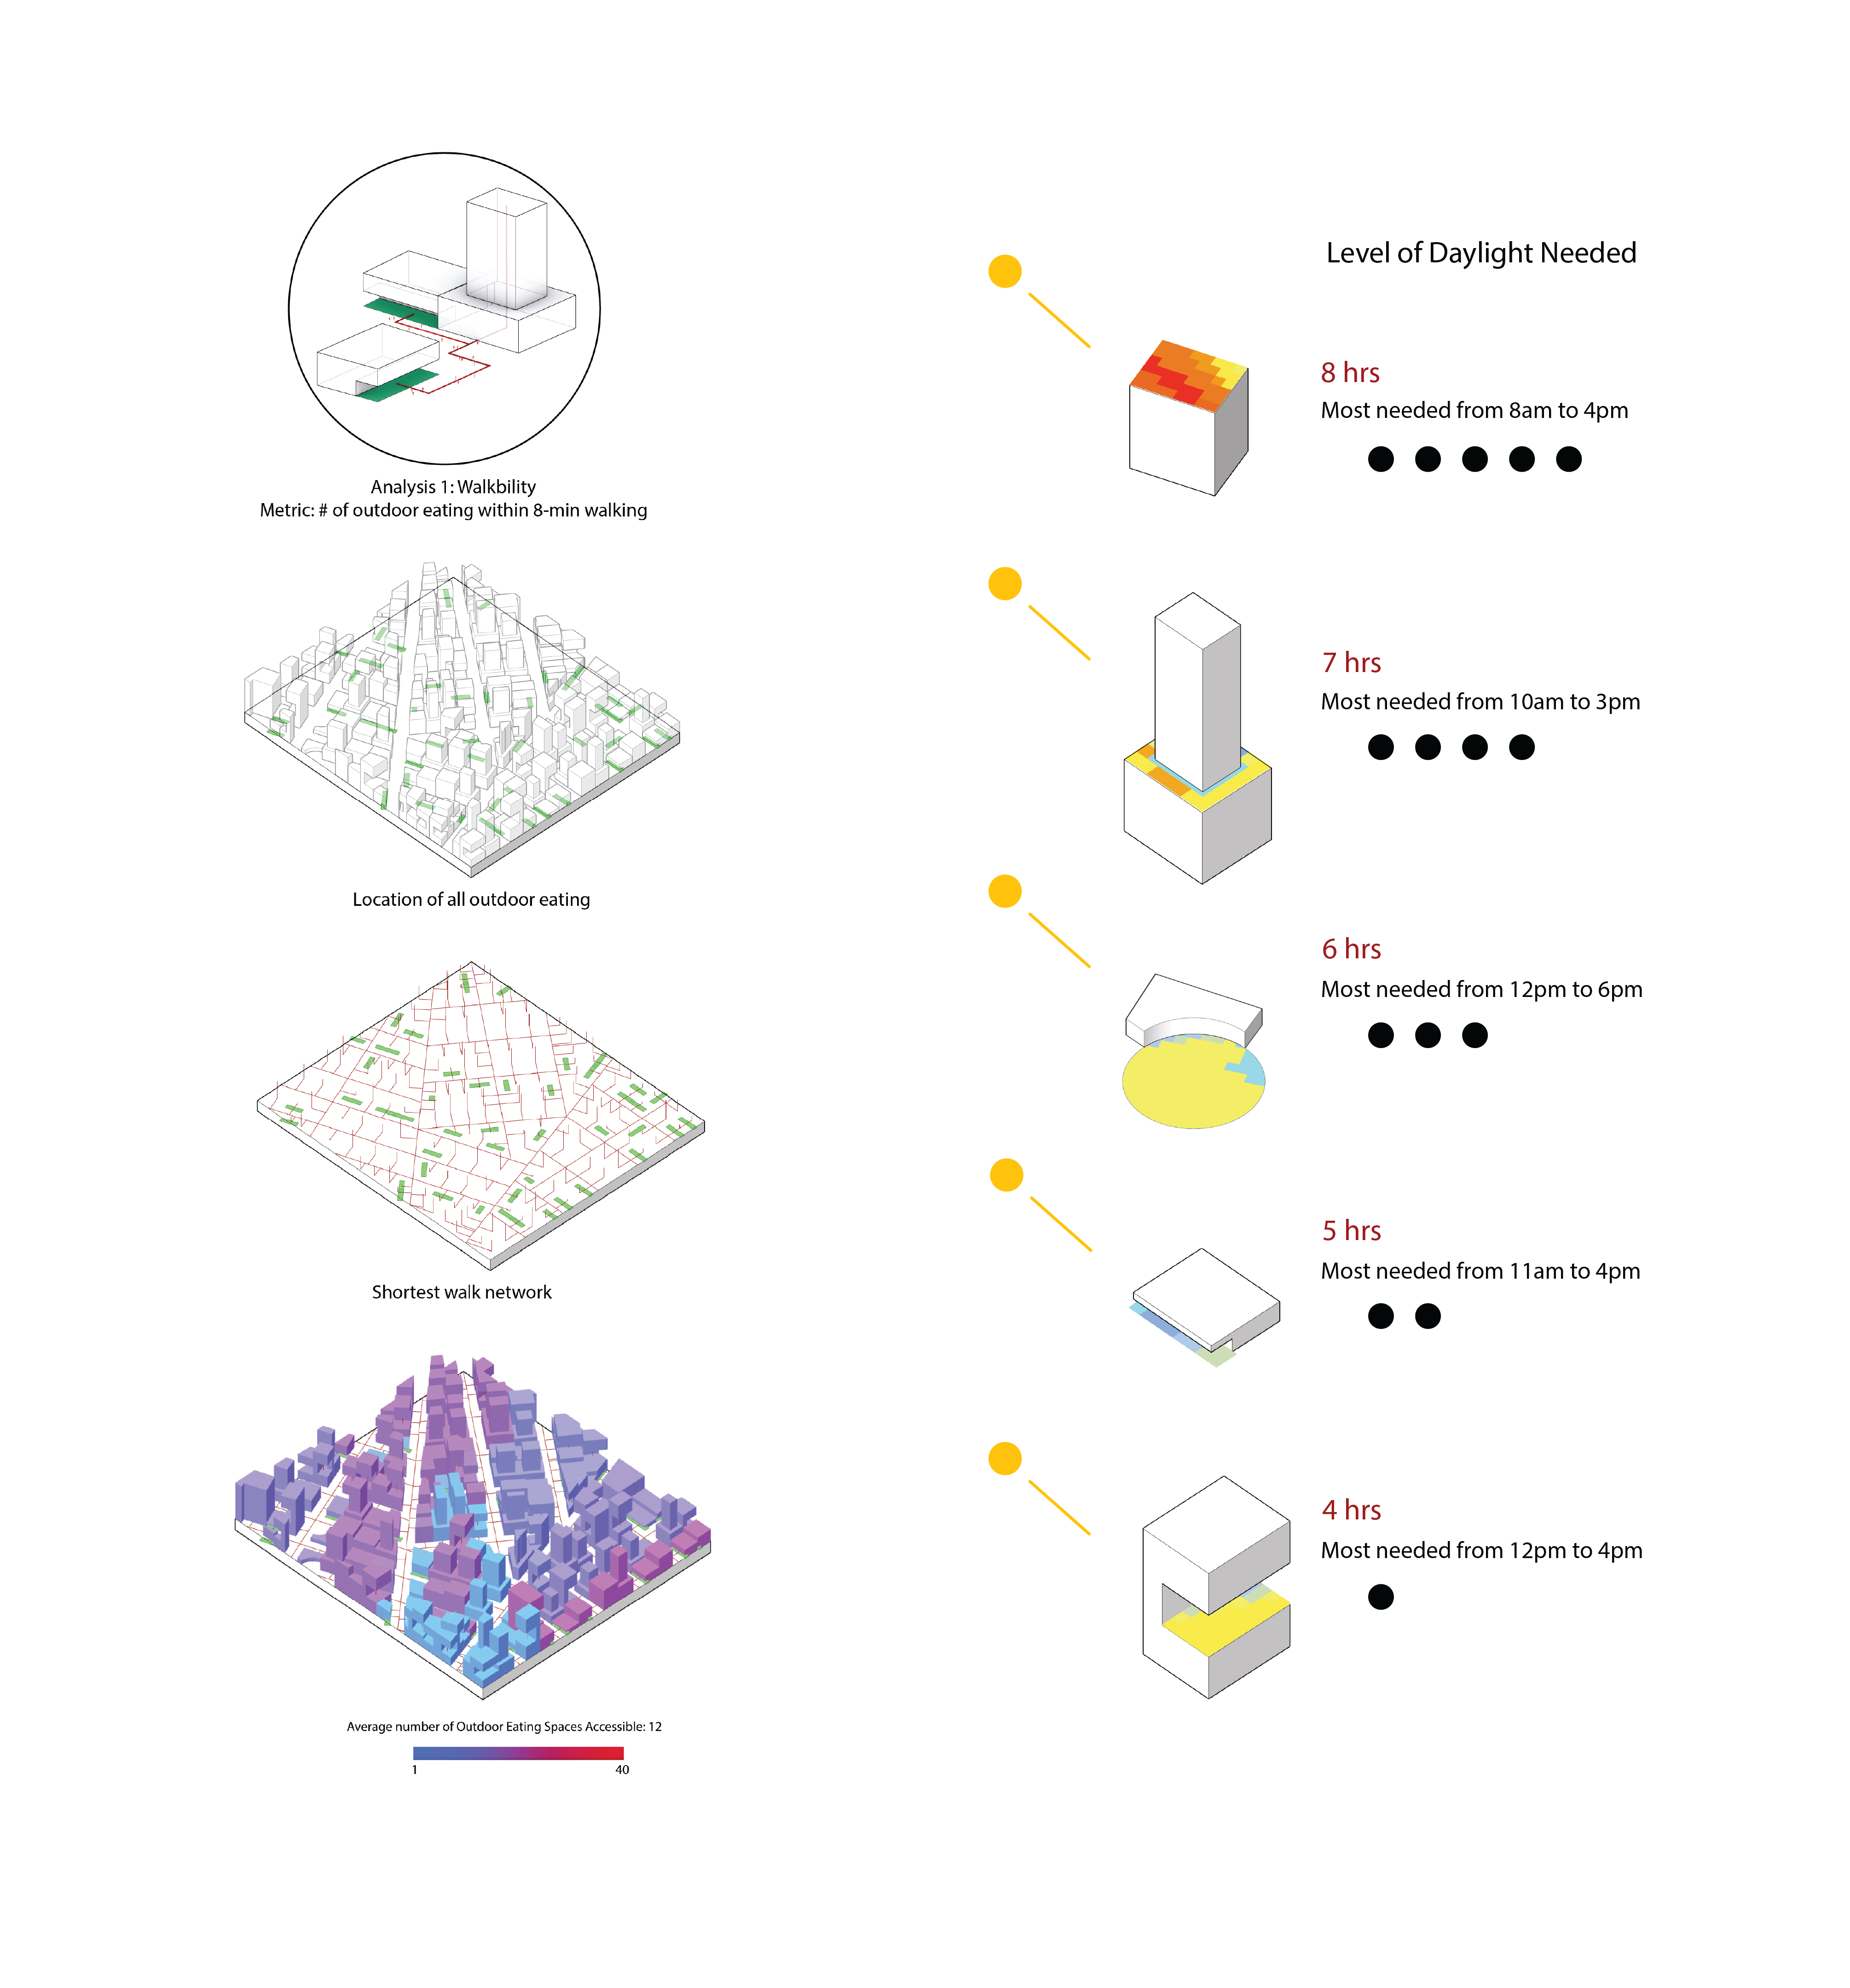 Analysis 1: Walkbility
Metric: # of outdoor eating within 8-min walking
Location of all outdoor eating
Shortest walk network
Average number of Outdoor Eating Spaces Accessible: 12
1
40
Level of Daylight Needed
8 hrs
Most needed from 8am to 4pm
7 hrs
Most needed from 10am to 3pm
6 hrs
Most needed from 12pm to 6pm
5 hrs
Most needed from 11am to 4pm
4 hrs
Most needed from 12pm to 4pm